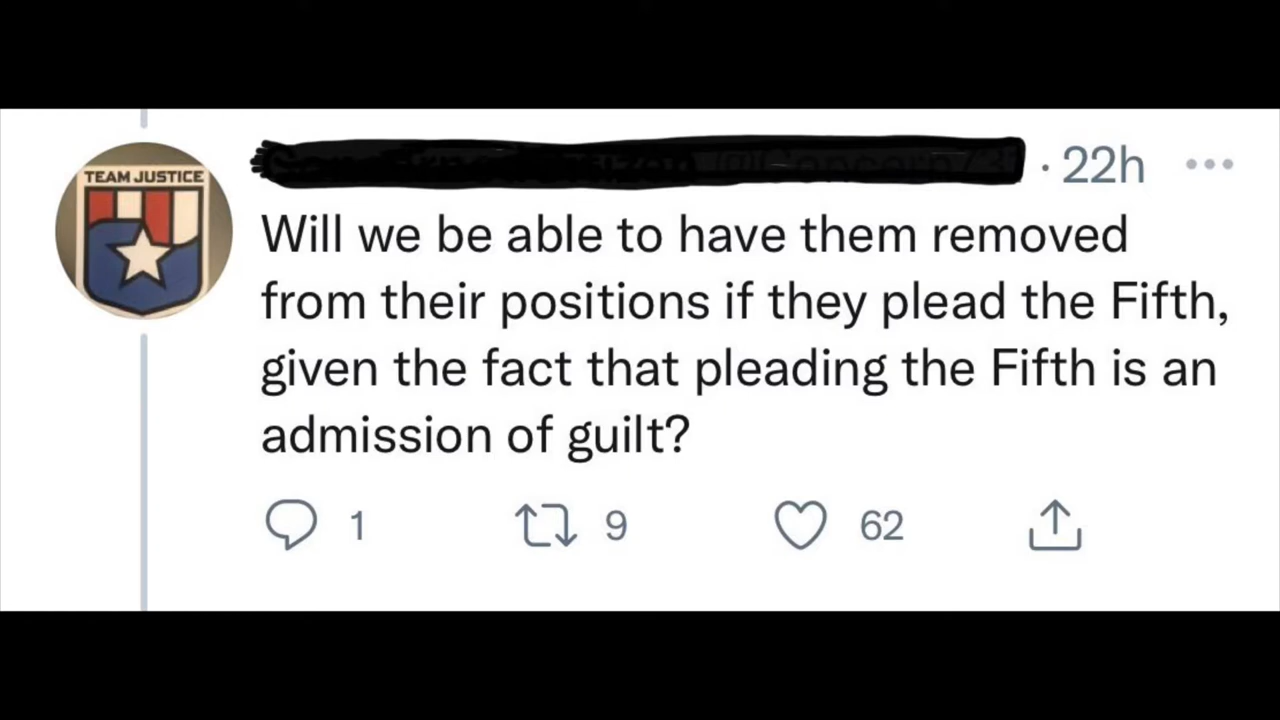 TEAM JUSTICE
· 22h
Will we be able to have them removed
from their positions if they plead the Fifth,
given the fact that pleading the Fifth is an
admission of guilt?
1 9 62